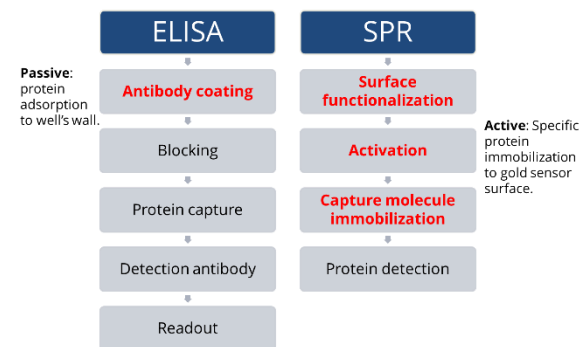 ELISA
SPR
Passive:
protein
adsorption
to well's wall.
Antibody coating
Surface
functionalization
Blocking
Activation
Active: Specific
protein
immobilization
to gold sensor
surface.
Protein capture
Capture molecule
immobilization
Detection antibody
Protein detection
Readout